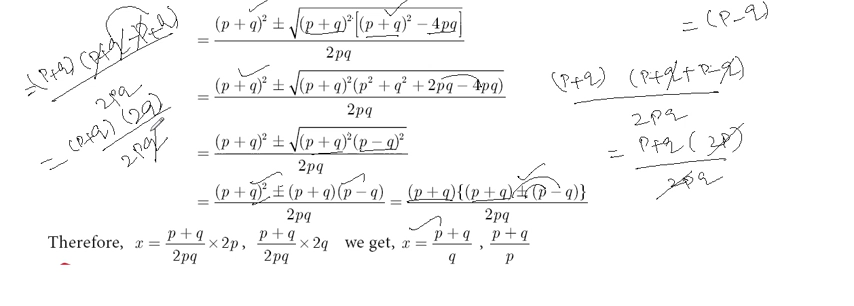 = (p+q)² ± √(p+q)²[(p+q)² − 4pq] / 2pq
= (p−q)
= (p+q)² ± √(p+q)²(p² + q² + 2pq − 4pq) / 2pq
= (p+q)² ± √(p+q)²(p−q)² / 2pq
= (p+q)² ± (p+q)(p−q) / 2pq = (p+q){(p+q) ± (p−q)} / 2pq
Therefore, x = p+q / 2pq × 2p , p+q / 2pq × 2q we get, x = p+q / q , p+q / p
= (p+q) (p+q−p+q) / 2pq
= (p+q) (2q) / 2pq
(p+q) (p+q+p−q) / 2pq
= p+q (2p) / 2pq